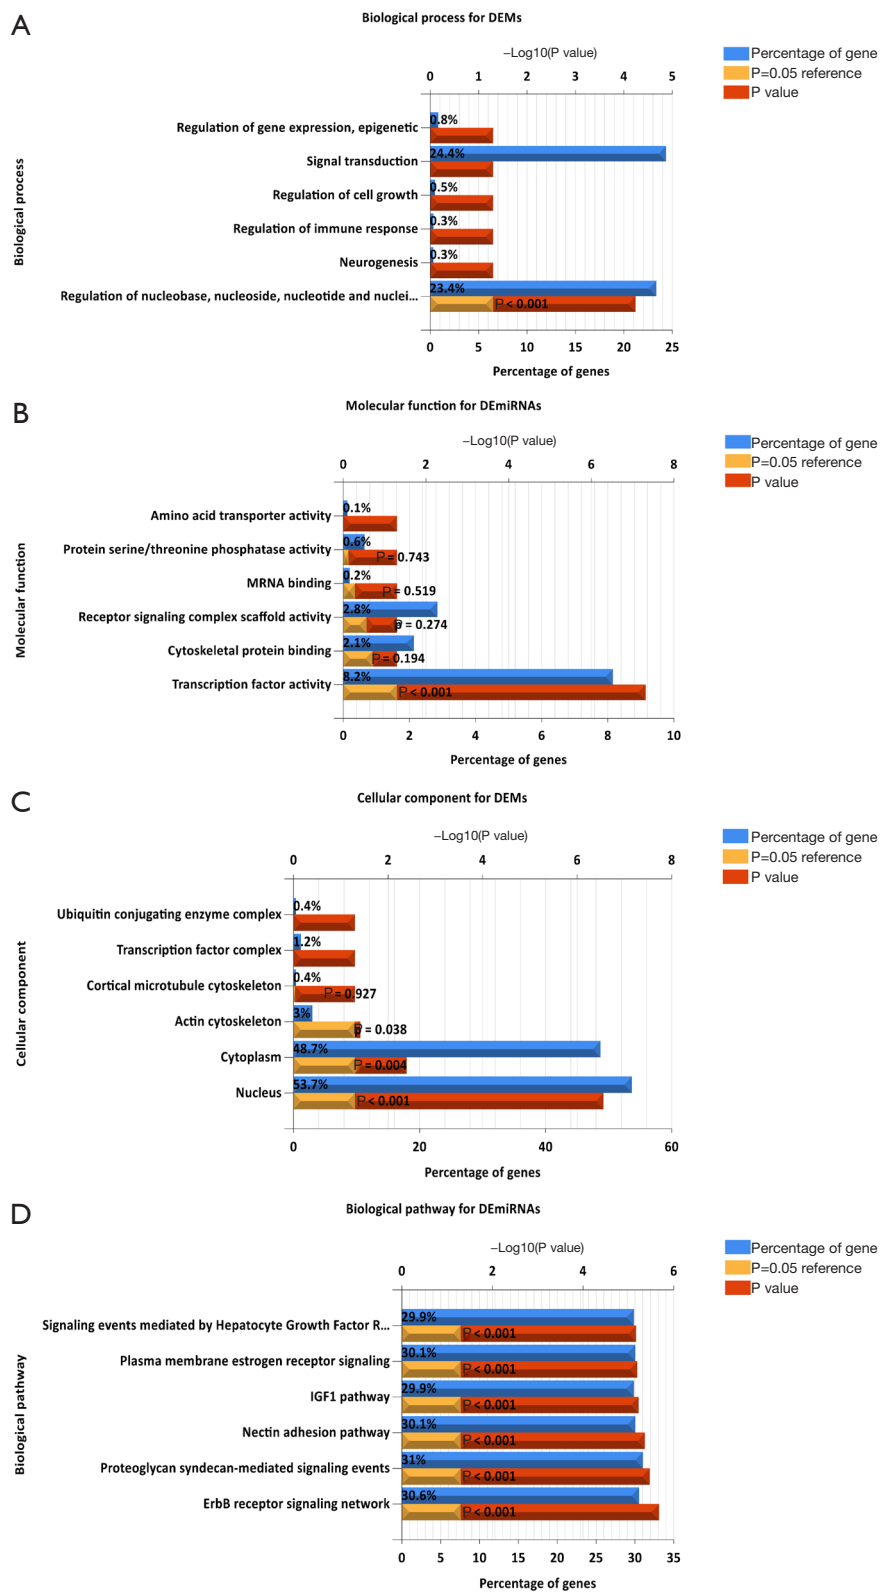 A
Biological process for DEMs
−Log10(P value)
0 1 2 3 4 5
Percentage of gene
P=0.05 reference
P value
Biological process
Regulation of gene expression, epigenetic
0.8%
Signal transduction
24.4%
Regulation of cell growth
0.5%
Regulation of immune response
0.3%
Neurogenesis
0.3%
Regulation of nucleobase, nucleoside, nucleotide and nuclei...
23.4%
P < 0.001
0 5 10 15 20 25
Percentage of genes
B
Molecular function for DEmiRNAs
−Log10(P value)
0 2 4 6 8
Percentage of gene
P=0.05 reference
P value
Molecular function
Amino acid transporter activity
0.1%
Protein serine/threonine phosphatase activity
0.6%
P = 0.743
MRNA binding
0.2%
P = 0.519
Receptor signaling complex scaffold activity
2.8%
p = 0.274
Cytoskeletal protein binding
2.1%
P = 0.194
Transcription factor activity
8.2%
P < 0.001
0 2 4 6 8 10
Percentage of genes
C
Cellular component for DEMs
−Log10(P value)
0 2 4 6 8
Percentage of gene
P=0.05 reference
P value
Cellular component
Ubiquitin conjugating enzyme complex
0.4%
Transcription factor complex
1.2%
Cortical microtubule cytoskeleton
0.4%
P = 0.927
Actin cytoskeleton
3%
P = 0.038
Cytoplasm
48.7%
P = 0.004
Nucleus
53.7%
P < 0.001
0 20 40 60
Percentage of genes
D
Biological pathway for DEmiRNAs
−Log10(P value)
0 2 4 6
Percentage of gene
P=0.05 reference
P value
Biological pathway
Signaling events mediated by Hepatocyte Growth Factor R...
29.9%
P < 0.001
Plasma membrane estrogen receptor signaling
30.1%
P < 0.001
IGF1 pathway
29.9%
P < 0.001
Nectin adhesion pathway
30.1%
P < 0.001
Proteoglycan syndecan-mediated signaling events
31%
P < 0.001
ErbB receptor signaling network
30.6%
P < 0.001
0 5 10 15 20 25 30 35
Percentage of genes